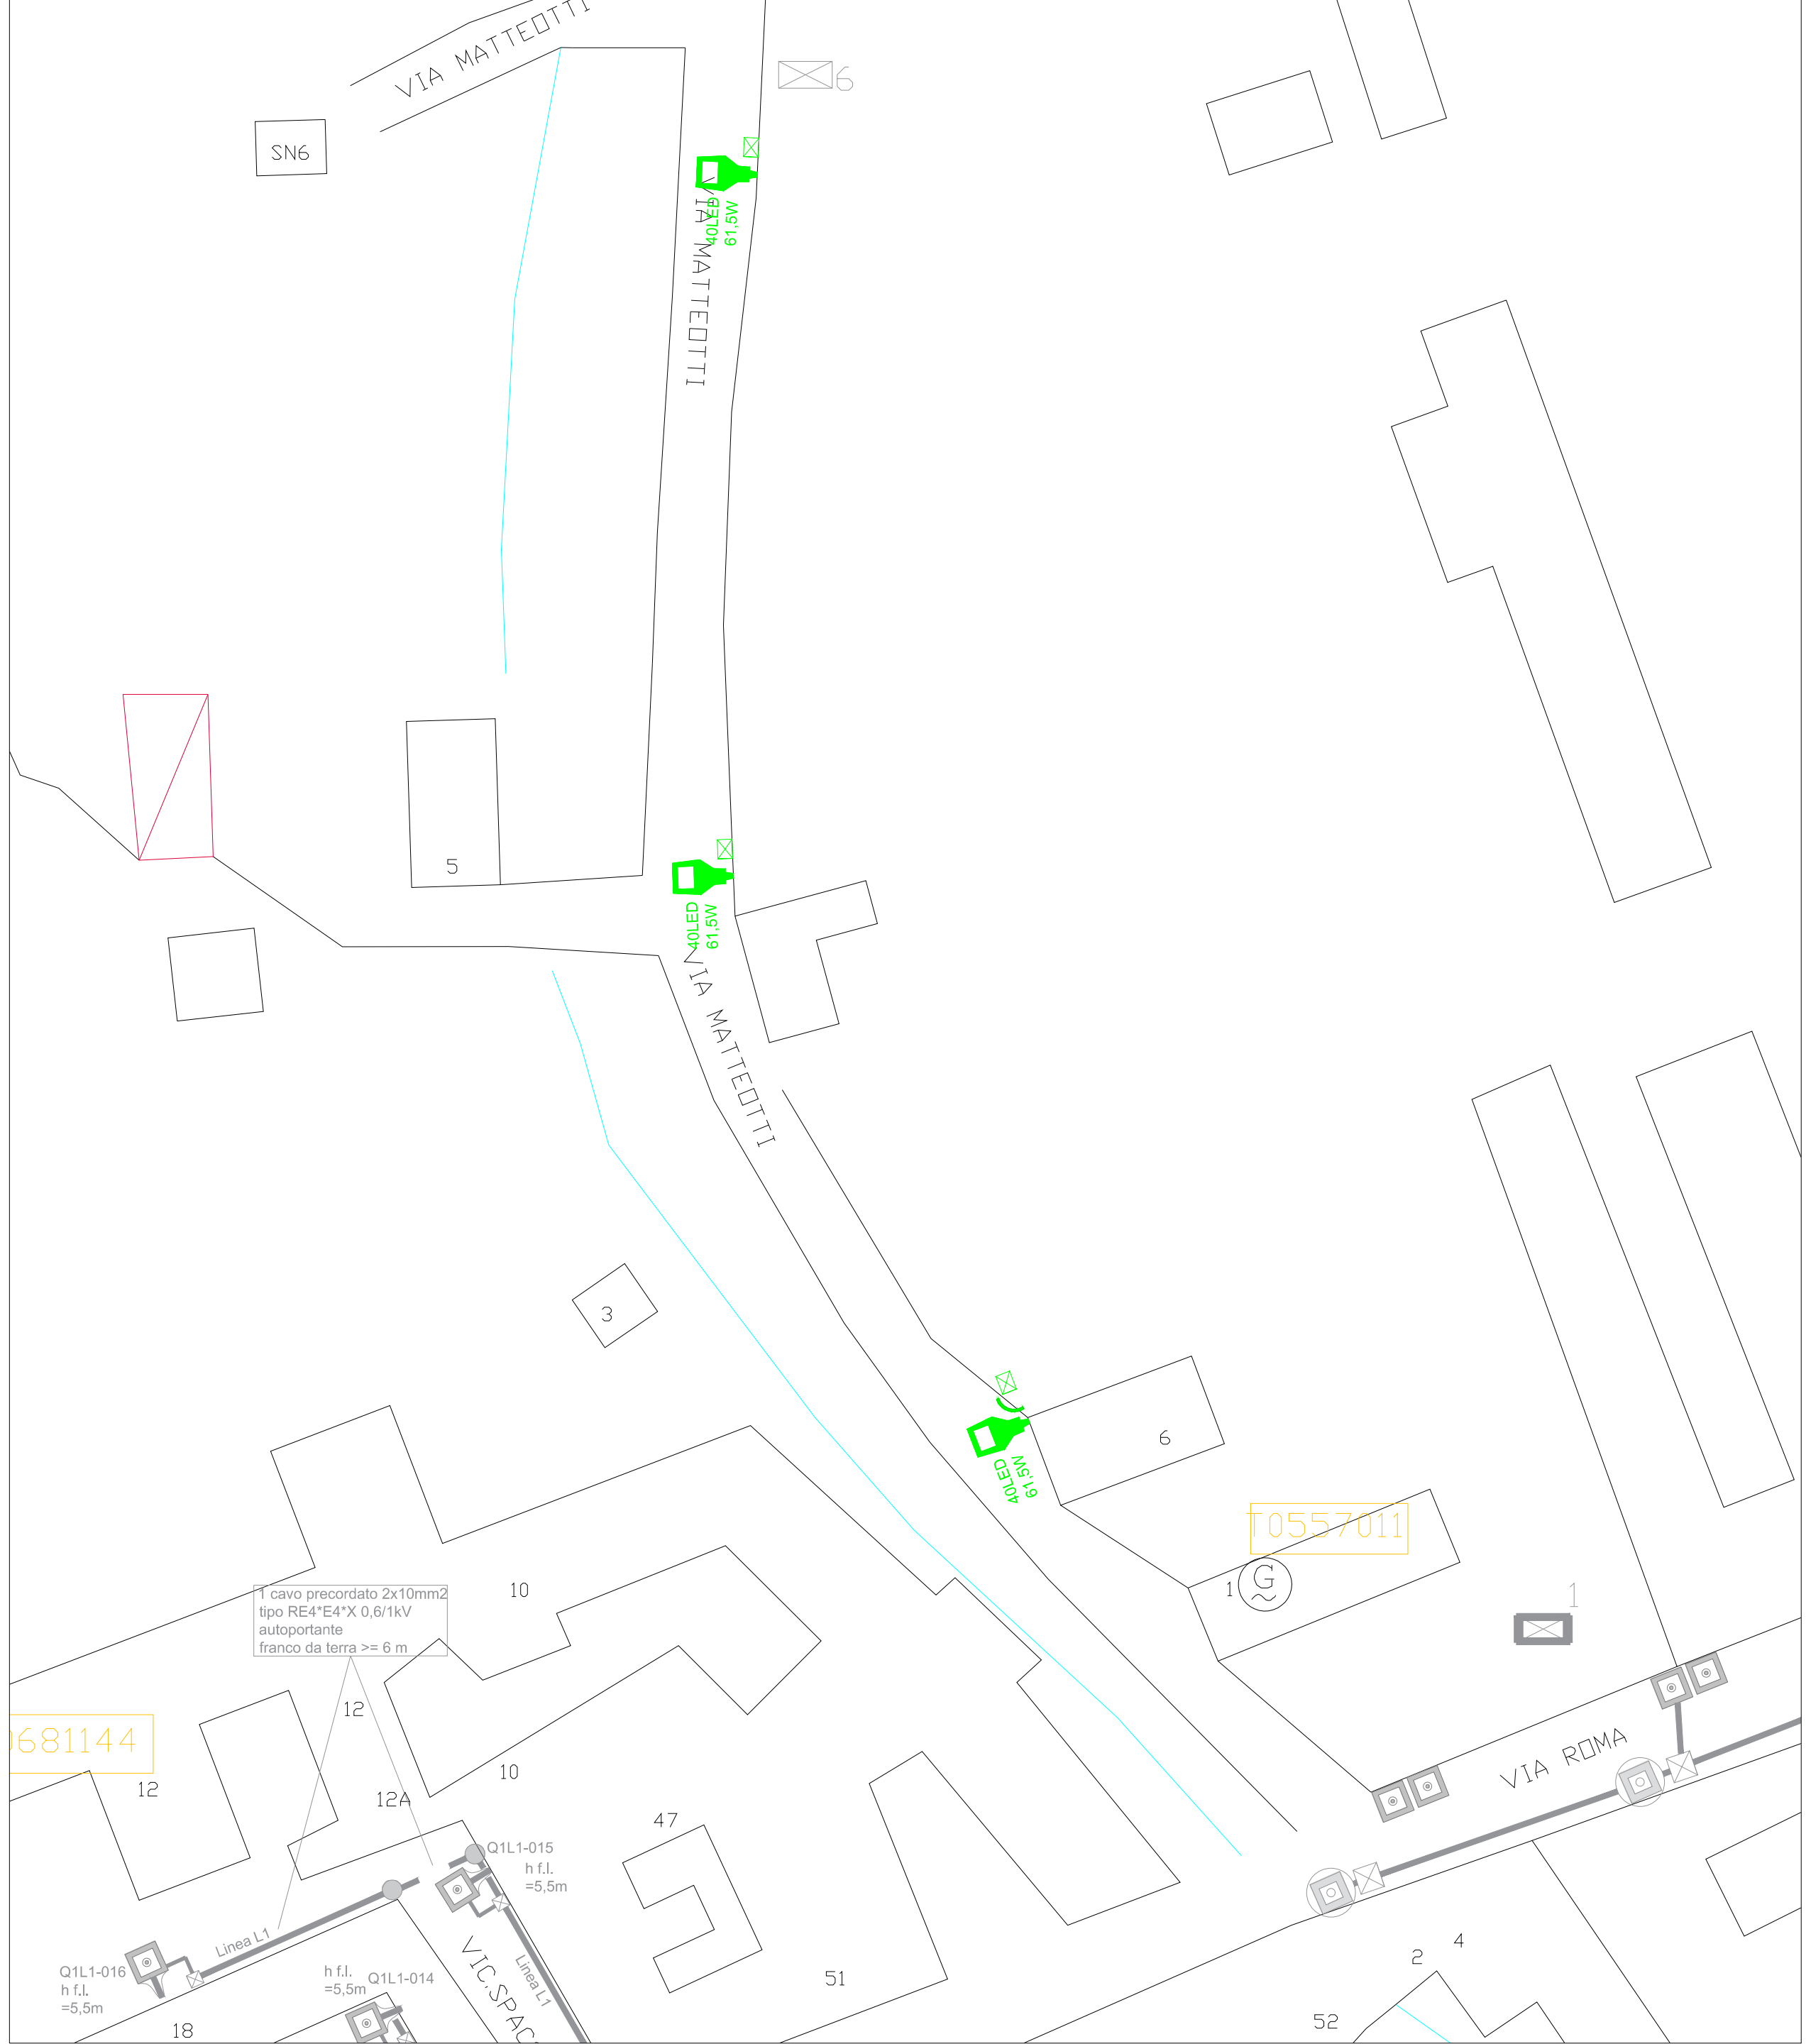 VIA MATTEOTTI
6
SN6
40LED
61,5W
VIA MATTEOTTI
5
40LED
61,5W
VIA MATTEOTTI
3
6
40LED
61,5W
T0557011
1
G
1
10
1 cavo precordato 2x10mm2
tipo RE4*E4*X 0,6/1kV
autoportante
franco da terra >= 6 m
12
681144
12
12A
10
VIA ROMA
47
Q1L1-015
h f.l.
=5,5m
Linea L1
Linea L1
Q1L1-016
h f.l.
=5,5m
h f.l.
=5,5m
Q1L1-014
VIC.SPAC
51
2
4
52
18